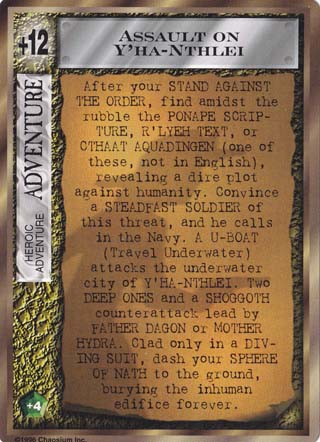 +12
ASSAULT ON
Y'HA-NTHLEI
HEROIC
ADVENTURE
ADVENTURE
After your STAND AGAINST
THE ORDER, find amidst the
rubble the PONAPE SCRIP-
TURE, R'LYEH TEXT, or
CTHAAT AQUADINGEN (one of
these, not in English),
revealing a dire plot
against humanity. Convince
a STEADFAST SOLDIER of
this threat, and he calls
in the Navy. A U-BOAT
(Travel Underwater)
attacks the underwater
city of Y'HA-NTHLEI. Two
DEEP ONES and a SHOGGOTH
counterattack lead by
FATHER DAGON or MOTHER
HYDRA. Clad only in a DIV-
ING SUIT, dash your SPHERE
OF NATH to the ground,
burying the inhuman
edifice forever.
+4
©1996 Chaosium Inc.